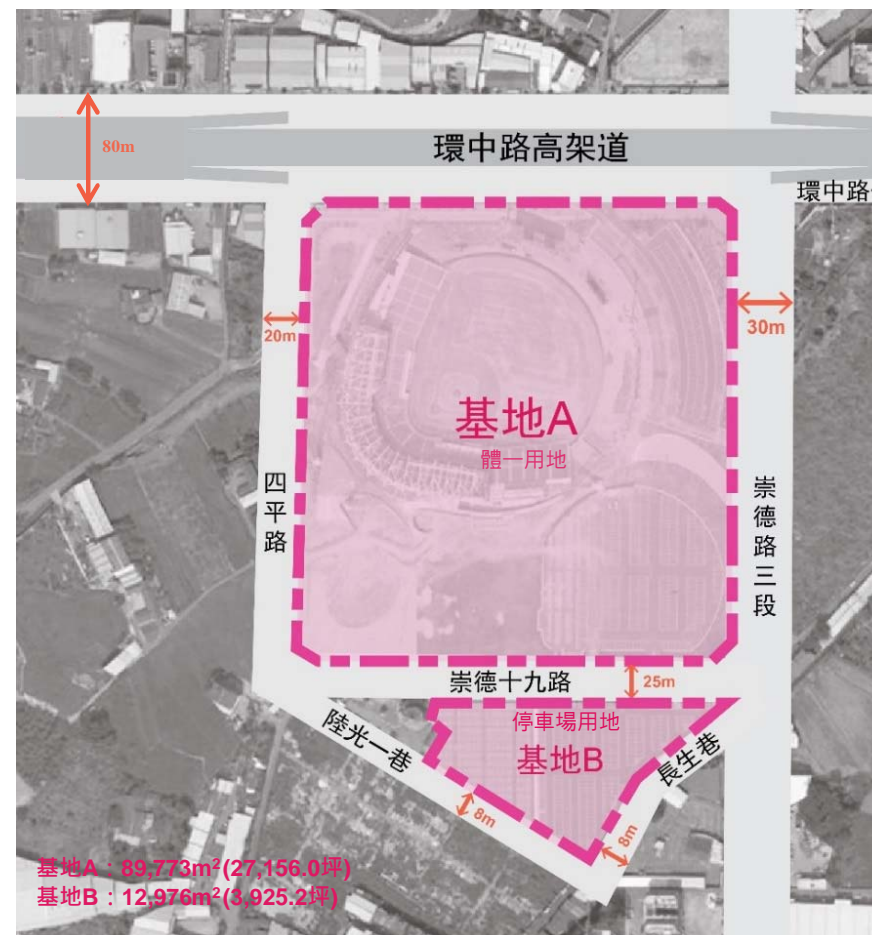 80m
環中路高架道
環中路
20m
30m
基地A
體一用地
四平路
崇德路三段
崇德十九路
25m
停車場用地
基地B
陸光一巷
長生巷
8m
8m
基地A：89,773m²(27,156.0坪)
基地B：12,976m²(3,925.2坪)